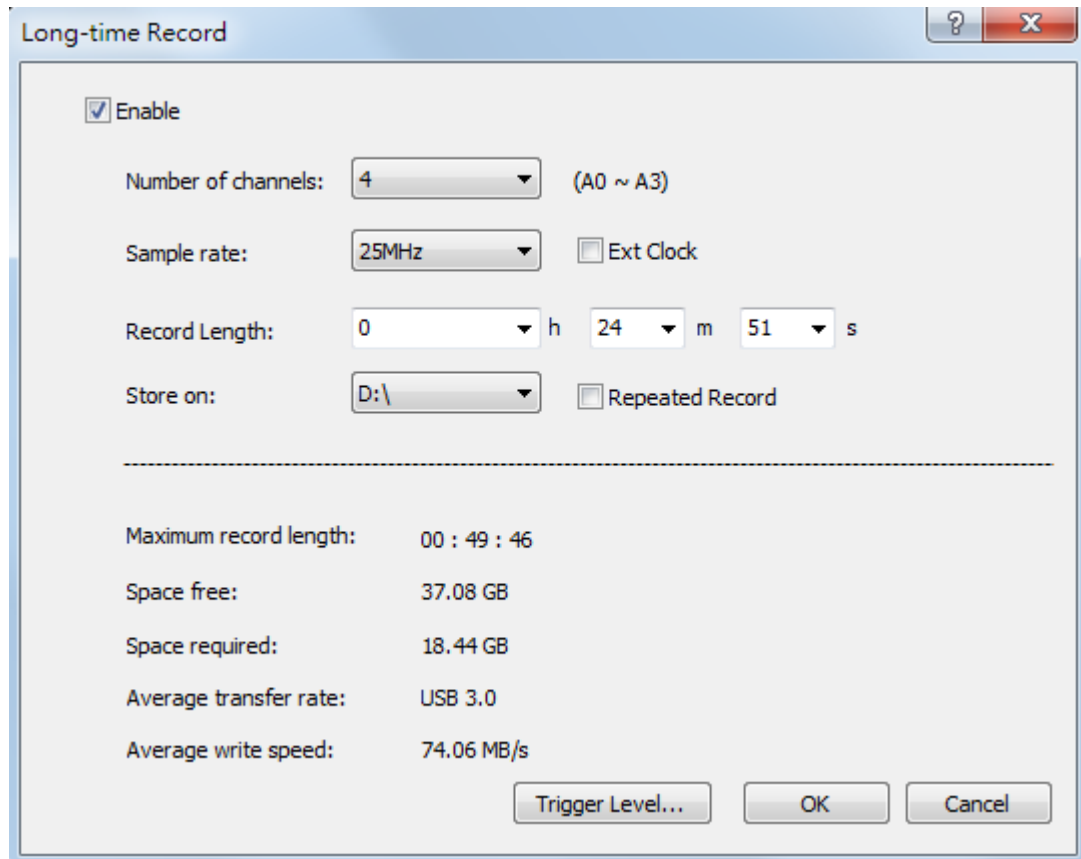 Long-time Record
Enable
Number of channels: 4 (A0 ~ A3)
Sample rate: 25MHz Ext Clock
Record Length: 0 h 24 m 51 s
Store on: D:\ Repeated Record
Maximum record length: 00 : 49 : 46
Space free: 37.08 GB
Space required: 18.44 GB
Average transfer rate: USB 3.0
Average write speed: 74.06 MB/s
Trigger Level... OK Cancel